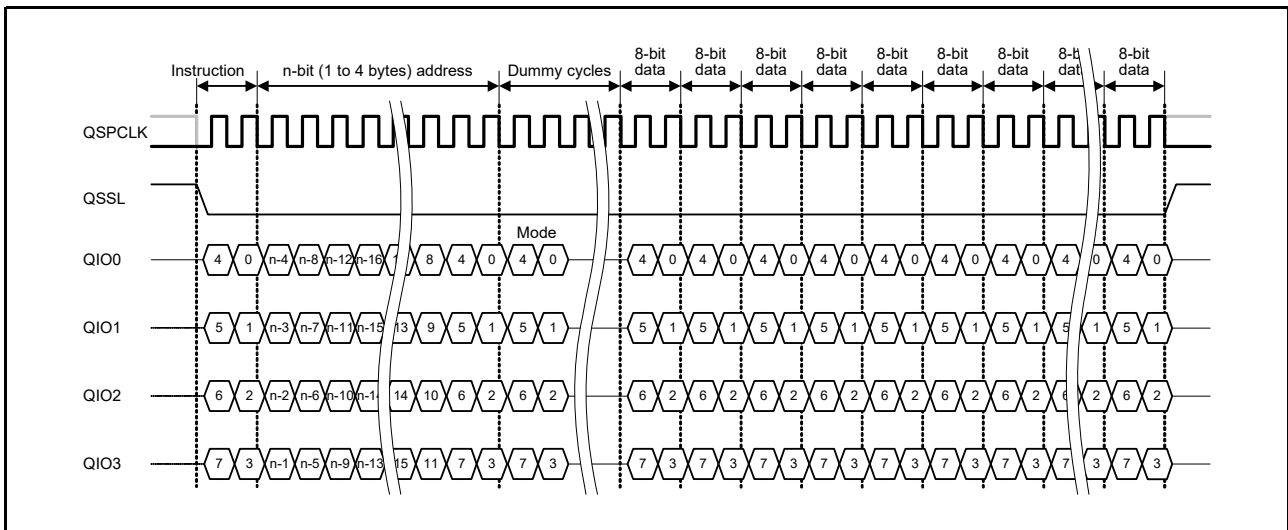 8-bit data 8-bit data 8-bit data 8-bit data 8-bit data 8-bit data 8-bit data 8-bit data
Instruction n-bit (1 to 4 bytes) address Dummy cycles data
QSPCLK
QSSL
Mode
QIO0 4 0 n-4 n-8 n-12 n-16 8 4 0 4 0 4 0 4 0 4 0 4 0 4 0 4 0 4 0 4 0 4 0
QIO1 5 1 n-3 n-7 n-11 n-15 13 9 5 1 5 1 5 1 5 1 5 1 5 1 5 1 5 1 5 1 5 1 5 1
QIO2 6 2 n-2 n-6 n-10 n-14 14 10 6 2 6 2 6 2 6 2 6 2 6 2 6 2 6 2 6 2 6 2 6 2
QIO3 7 3 n-1 n-5 n-9 n-13 15 11 7 3 7 3 7 3 7 3 7 3 7 3 7 3 7 3 7 3 7 3 7 3